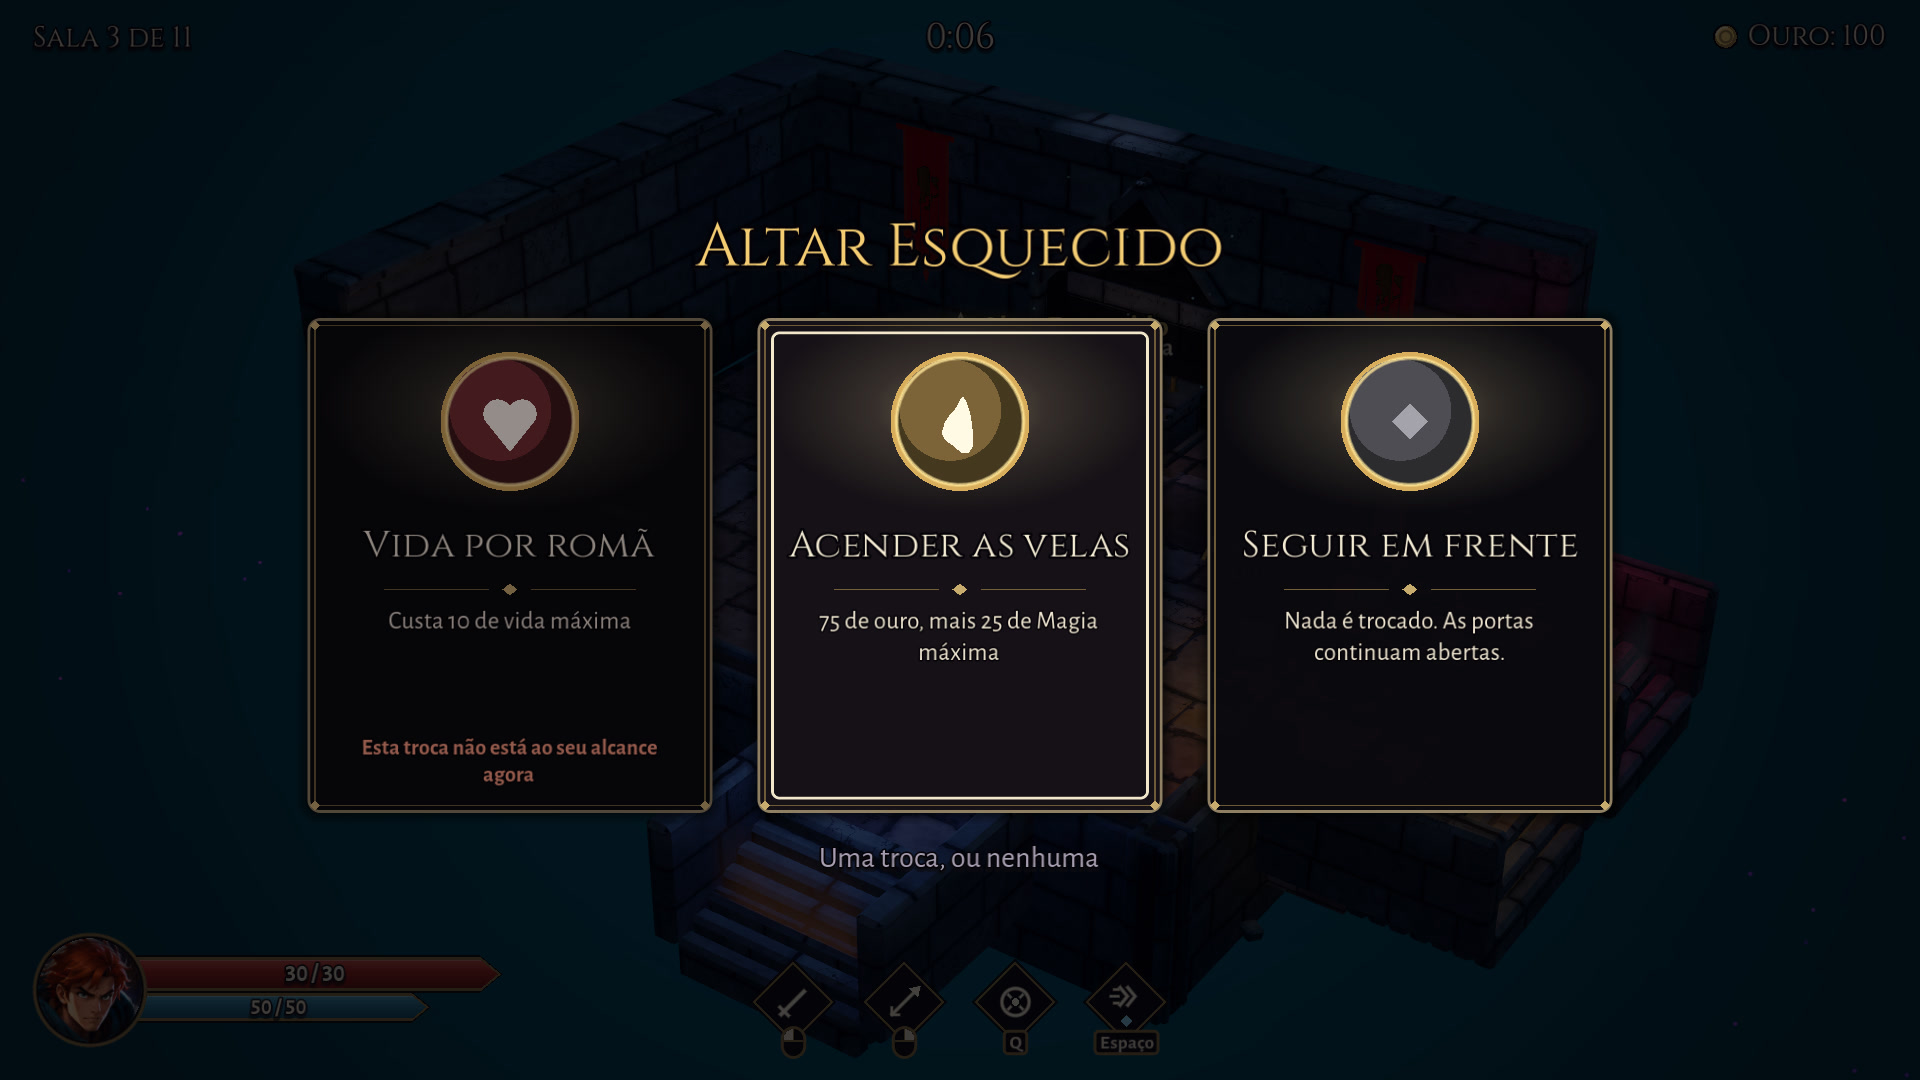 Sala 3 de 11
0:06
Ouro: 100
Altar Esquecido
Vida por romã
Custa 10 de vida máxima
Esta troca não está ao seu alcance
agora
Acender as velas
75 de ouro, mais 25 de Magia
máxima
Seguir em frente
Nada é trocado. As portas
continuam abertas.
Uma troca, ou nenhuma
30/30
50/50
Q
Espaço